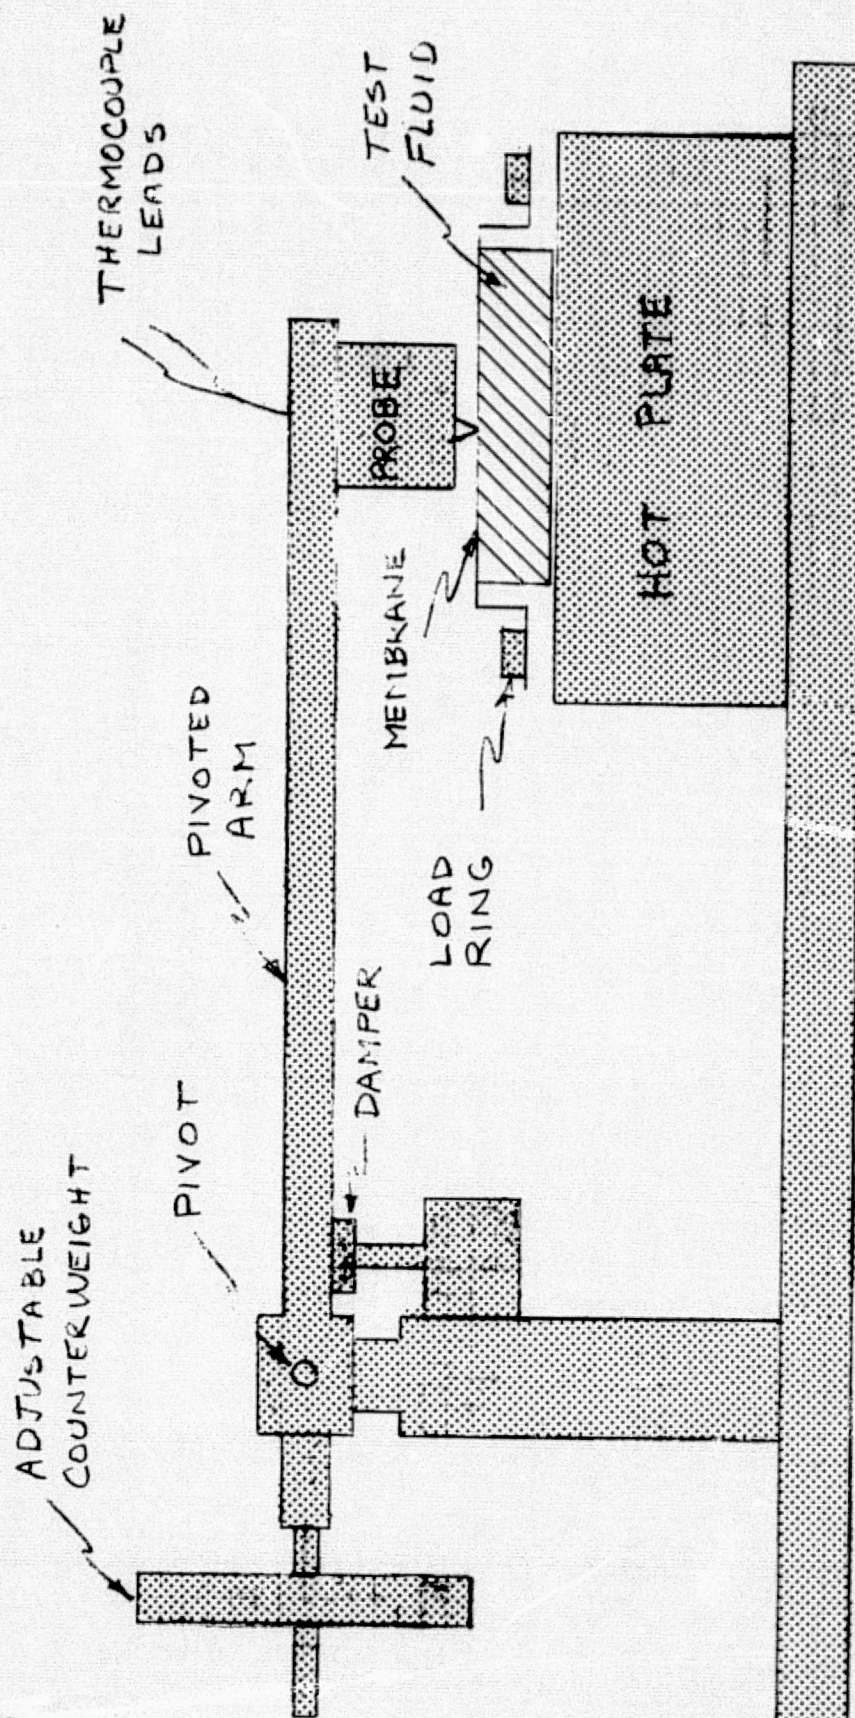 ADJUSTABLE
COUNTERWEIGHT
PIVOT
PIVOTED
ARM
THERMOCOUPLE
LEADS
DAMPER
LOAD
RING
MEMBRANE
PROBE
TEST
FLUID
HOT PLATE